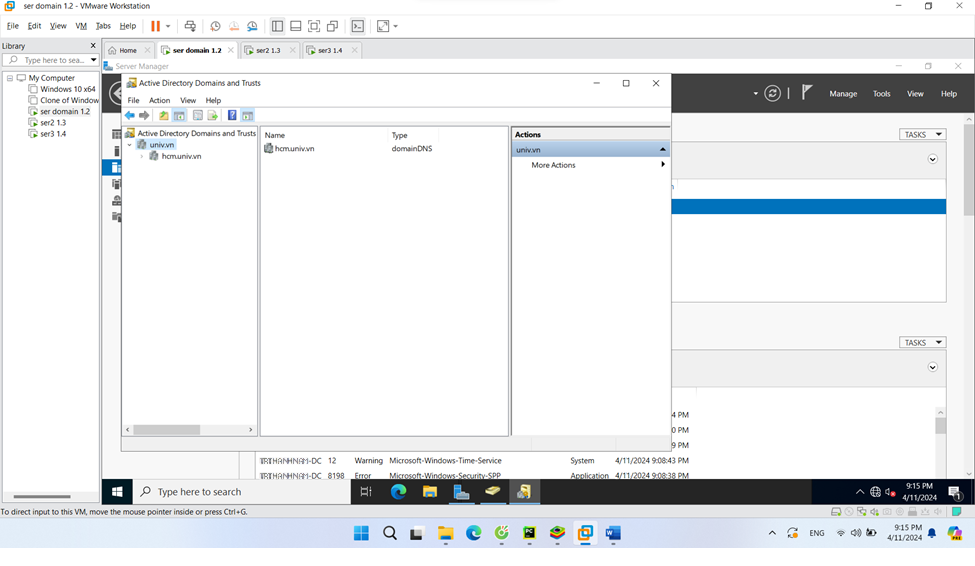 ser domain 1.2 - VMware Workstation
File Edit View VM Tabs Help
Library
Type here to sea...
My Computer
Windows 10 x64
Clone of Window
ser domain 1.2
ser2 1.3
ser3 1.4
Home
ser domain 1.2
ser2 1.3
ser3 1.4
Server Manager
Manage Tools View Help
Active Directory Domains and Trusts
File Action View Help
Active Directory Domains and Trusts
univ.vn
hcm.univ.vn
Name Type
hcm.univ.vn domainDNS
Actions
univ.vn
More Actions
TASKS
TASKS
4 PM
0 PM
9 PM
12 Warning Microsoft-Windows-Time-Service System 4/11/2024 9:08:43 PM
8198 Error Microsoft-Windows-Security-SPP Application 4/11/2024 9:08:38 PM
Type here to search
9:15 PM
4/11/2024
1
To direct input to this VM, move the mouse pointer inside or press Ctrl+G.
ENG
9:15 PM
4/11/2024